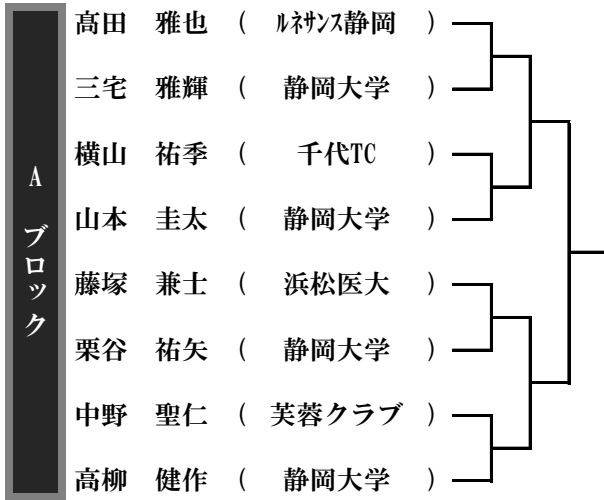 A ブロック
髙田 雅也 ( ﾙﾈｻﾝｽ静岡 )
三宅 雅輝 ( 静岡大学 )
横山 祐季 ( 千代TC )
山本 圭太 ( 静岡大学 )
藤塚 兼士 ( 浜松医大 )
栗谷 祐矢 ( 静岡大学 )
中野 聖仁 ( 芙蓉クラブ )
高柳 健作 ( 静岡大学 )